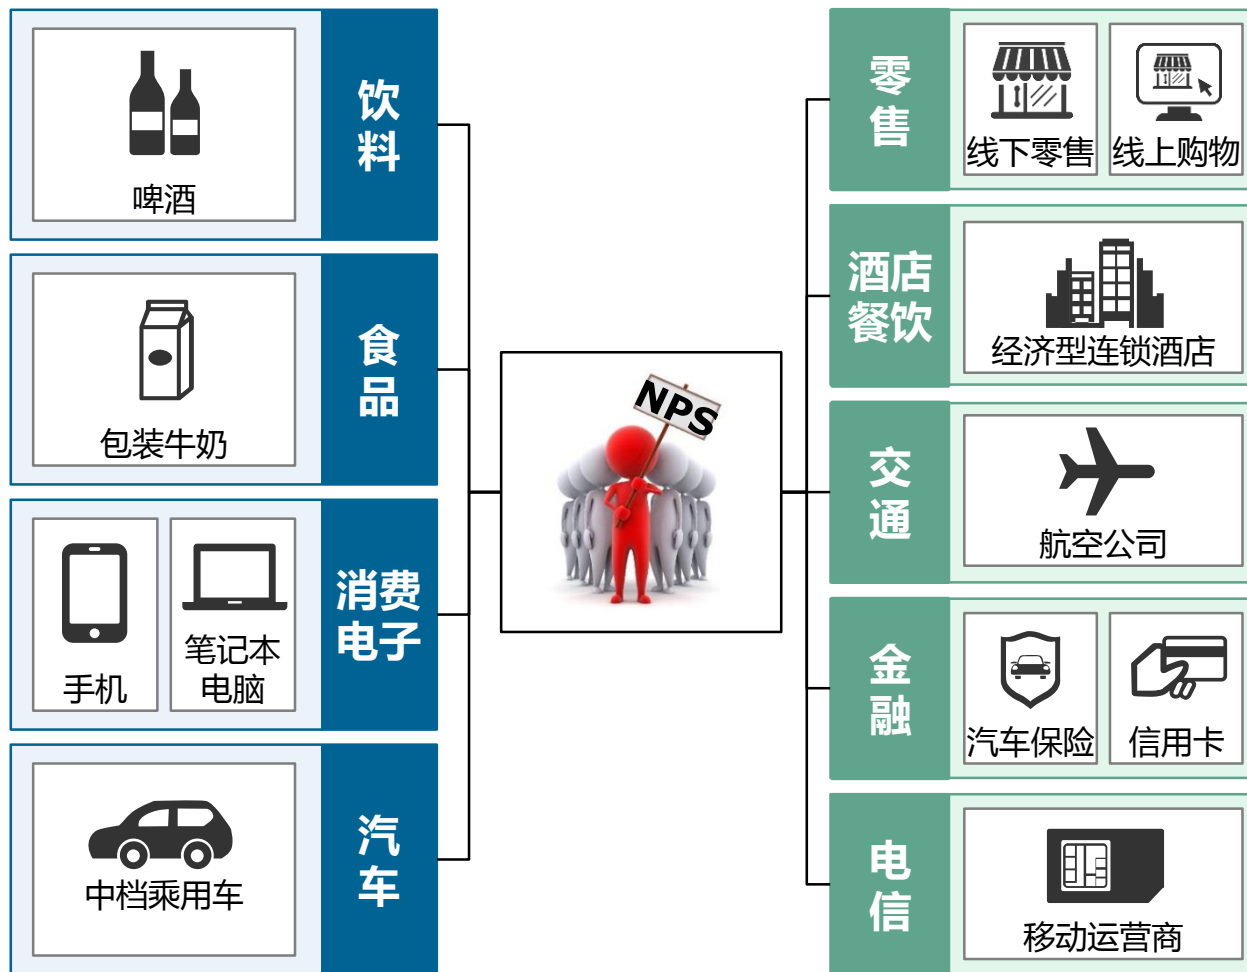 饮
料
啤酒
食
品
包装牛奶
消费
电子
手机
笔记本
电脑
汽
车
中档乘用车
NPS
零
售
线下零售
线上购物
酒店
餐饮
经济型连锁酒店
交
通
航空公司
金
融
汽车保险
信用卡
电
信
移动运营商